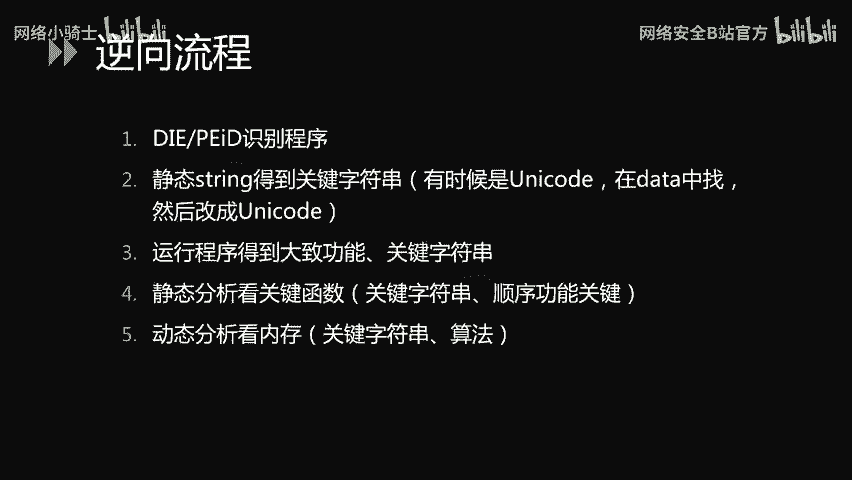 网络小骑士 bilibili
网络安全B站官方 bilibili
逆向流程
1. DIE/PEiD识别程序
2. 静态string得到关键字符串（有时候是Unicode，在data中找，
然后改成Unicode）
3. 运行程序得到大致功能、关键字符串
4. 静态分析看关键函数（关键字符串、顺序功能关键）
5. 动态分析看内存（关键字符串、算法）